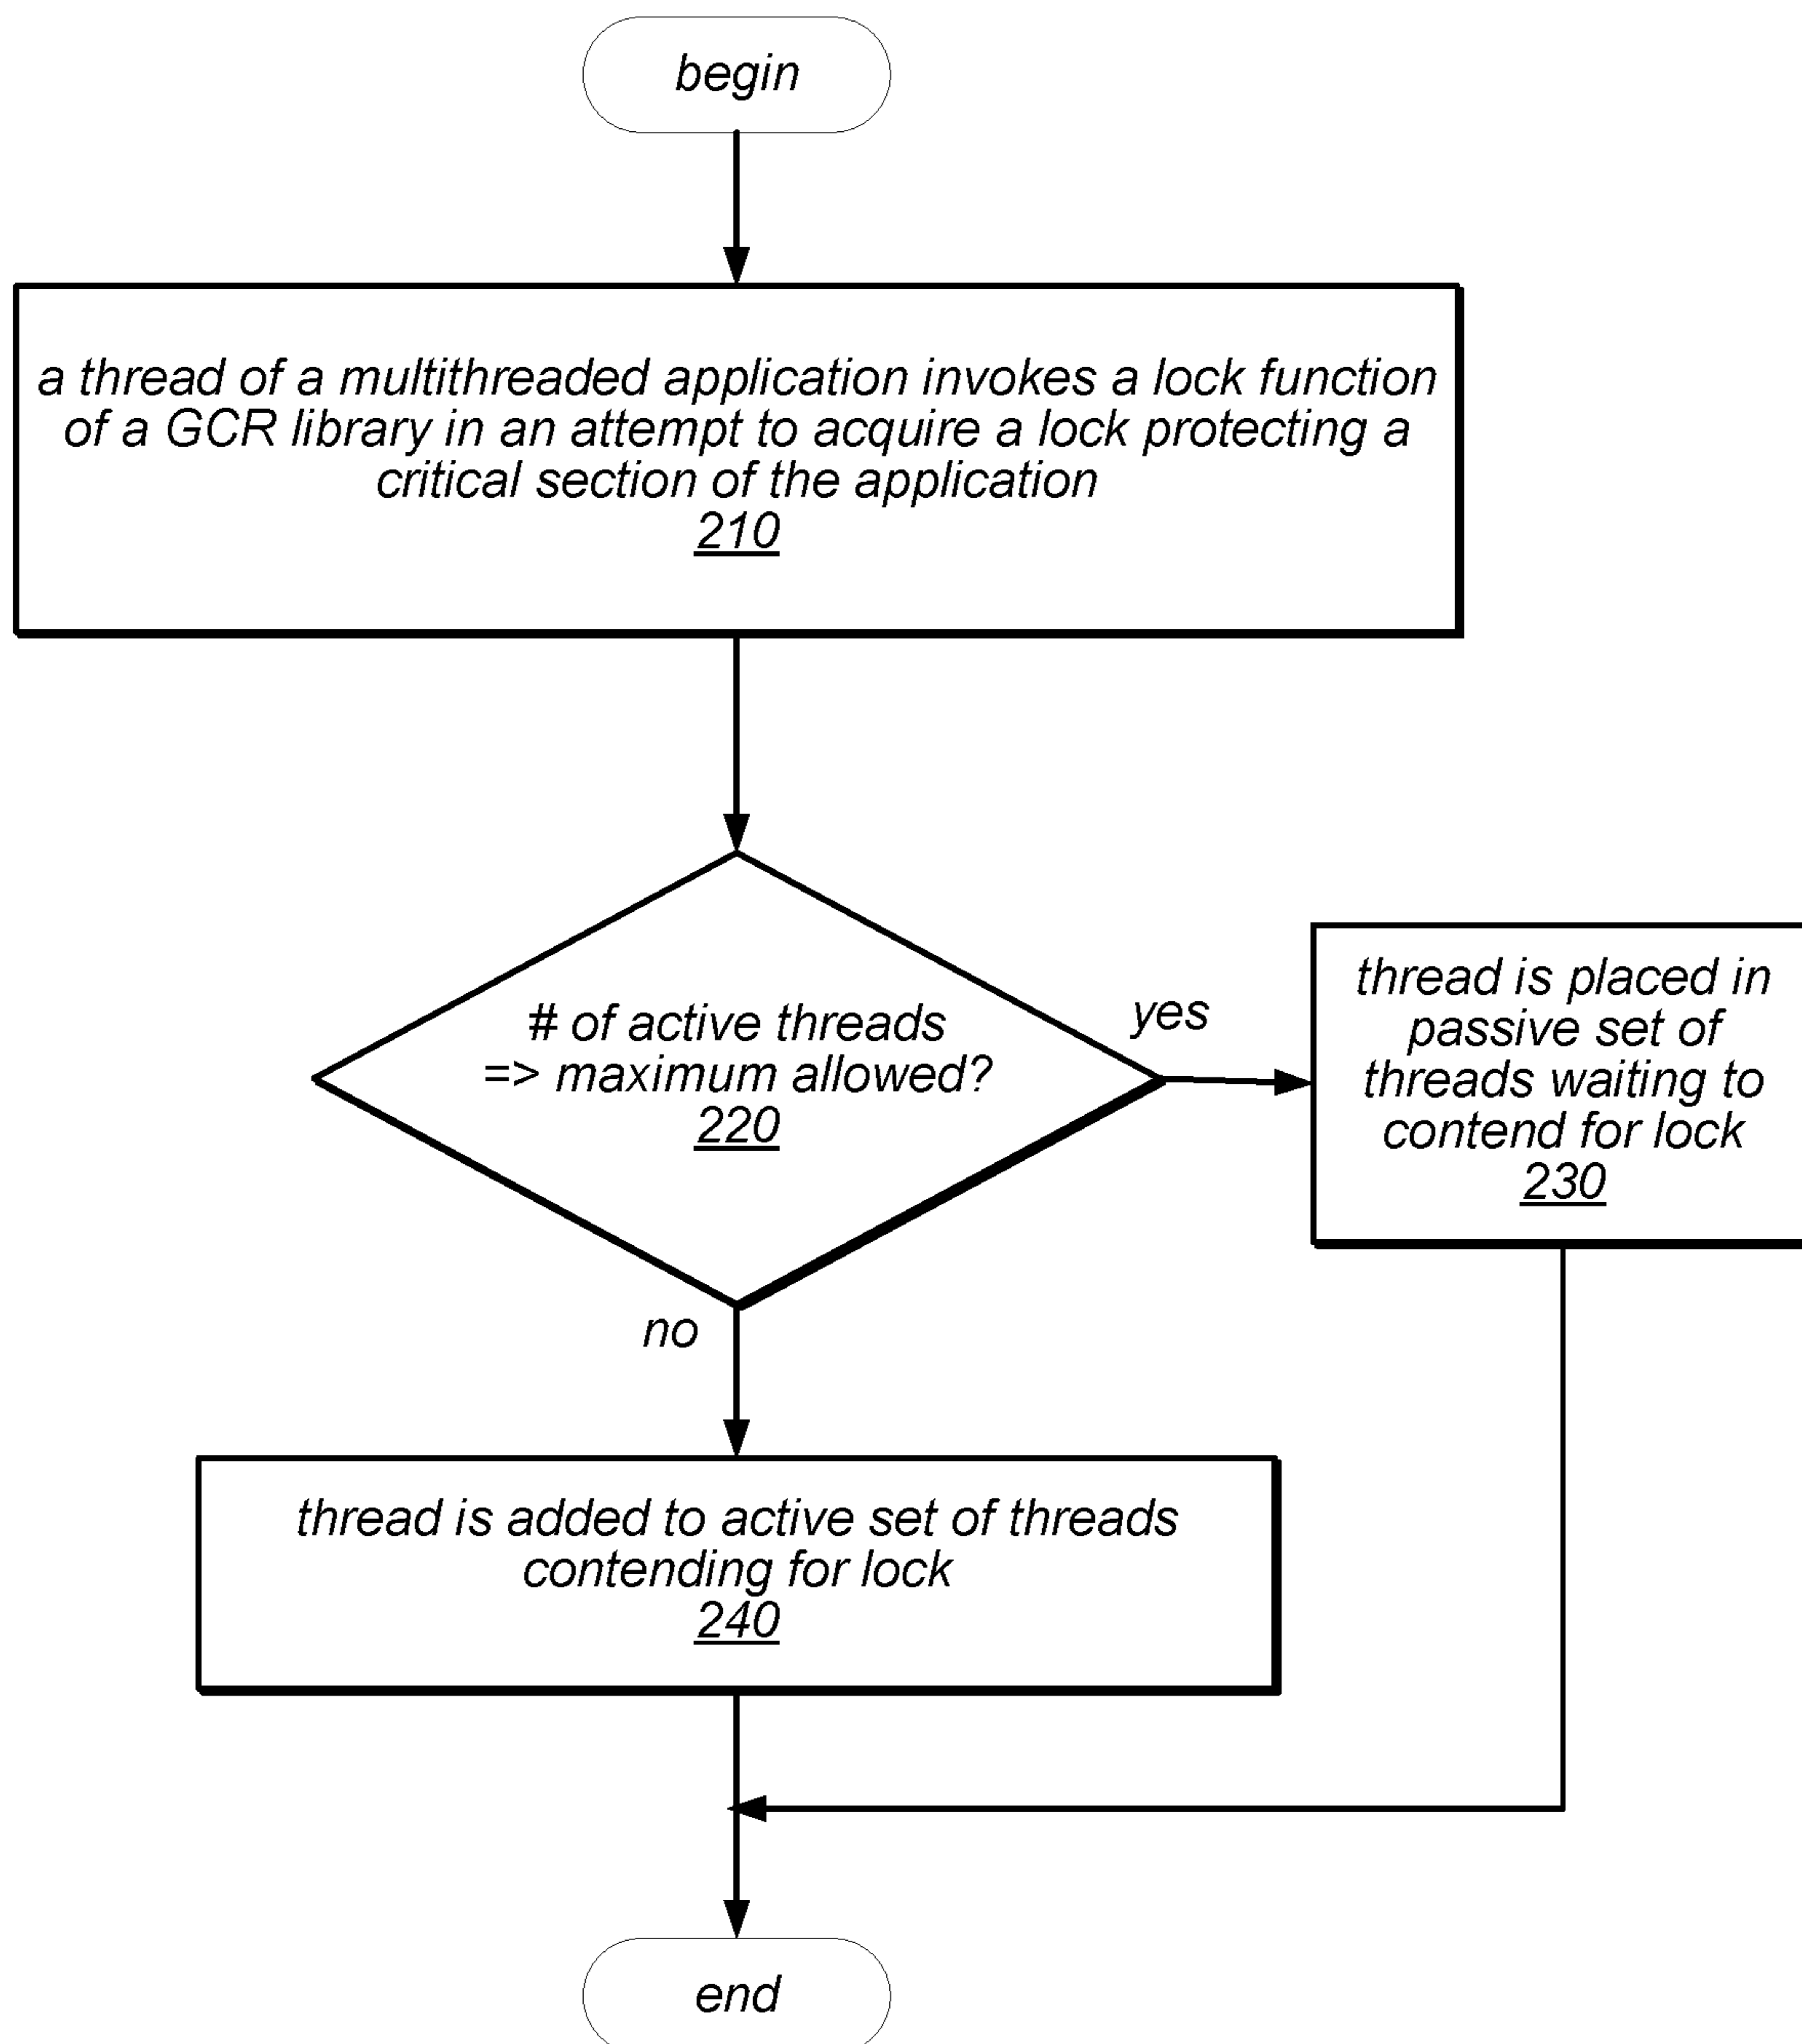 begin
a thread of a multithreaded application invokes a lock function
of a GCR library in an attempt to acquire a lock protecting a
critical section of the application
210
# of active threads
=> maximum allowed?
220
yes
thread is placed in
passive set of
threads waiting to
contend for lock
230
no
thread is added to active set of threads
contending for lock
240
end